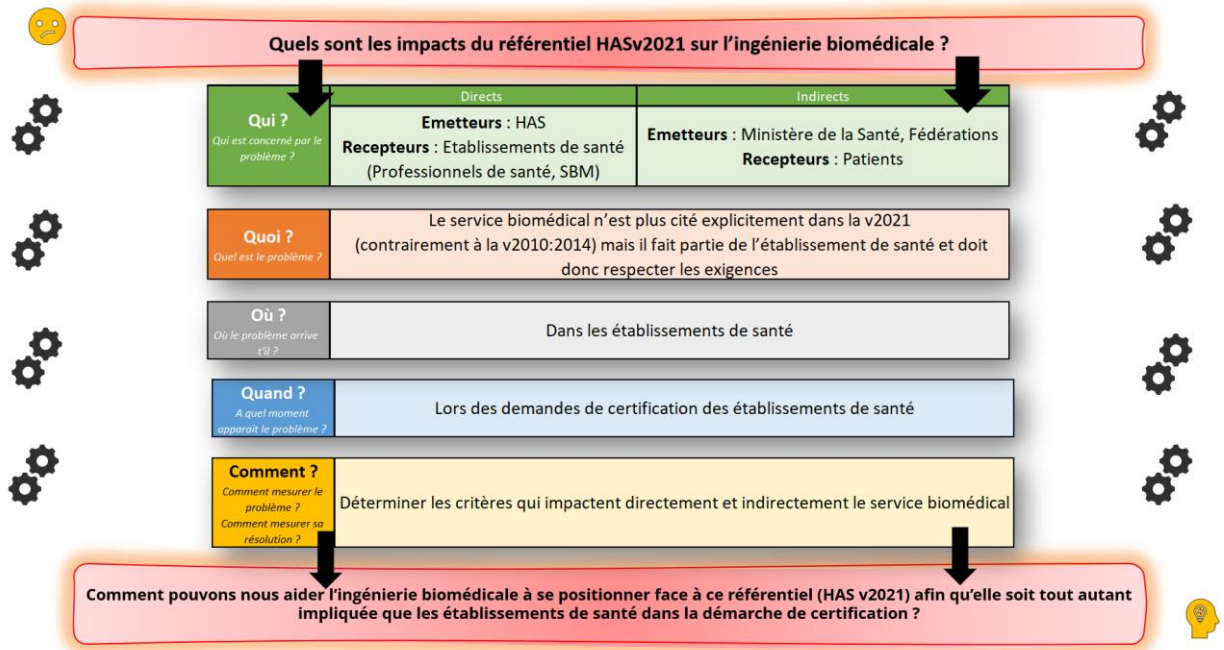 Quels sont les impacts du référentiel HASv2021 sur l'ingénierie biomédicale ?
Directs
Indirects
Qui ?
Qui est concerné par le
problème ?
Emetteurs : HAS
Recepteurs : Etablissements de santé
(Professionnels de santé, SBM)
Emetteurs : Ministère de la Santé, Fédérations
Recepteurs : Patients
Quoi ?
Quel est le problème ?
Le service biomédical n'est plus cité explicitement dans la v2021
(contrairement à la v2010:2014) mais il fait partie de l'établissement de santé et doit
donc respecter les exigences
Où ?
Où le problème arrive
t'il ?
Dans les établissements de santé
Quand ?
A quel moment
apparait le problème ?
Lors des demandes de certification des établissements de santé
Comment ?
Comment mesurer le
problème ?
Comment mesurer sa
résolution ?
Déterminer les critères qui impactent directement et indirectement le service biomédical
Comment pouvons nous aider l'ingénierie biomédicale à se positionner face à ce référentiel (HAS v2021) afin qu'elle soit tout autant
impliquée que les établissements de santé dans la démarche de certification ?